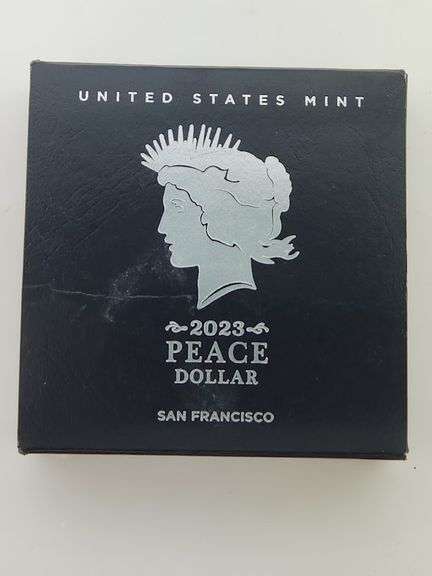 UNITED STATES MINT
2023
PEACE
DOLLAR
SAN FRANCISCO